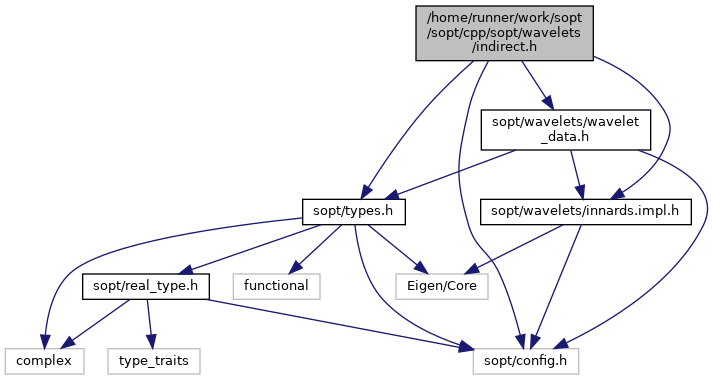 /home/runner/work/sopt
/sopt/cpp/sopt/wavelets
/indirect.h
sopt/wavelets/wavelet
_data.h
sopt/types.h
sopt/wavelets/innards.impl.h
sopt/real_type.h
functional
Eigen/Core
complex
type_traits
sopt/config.h